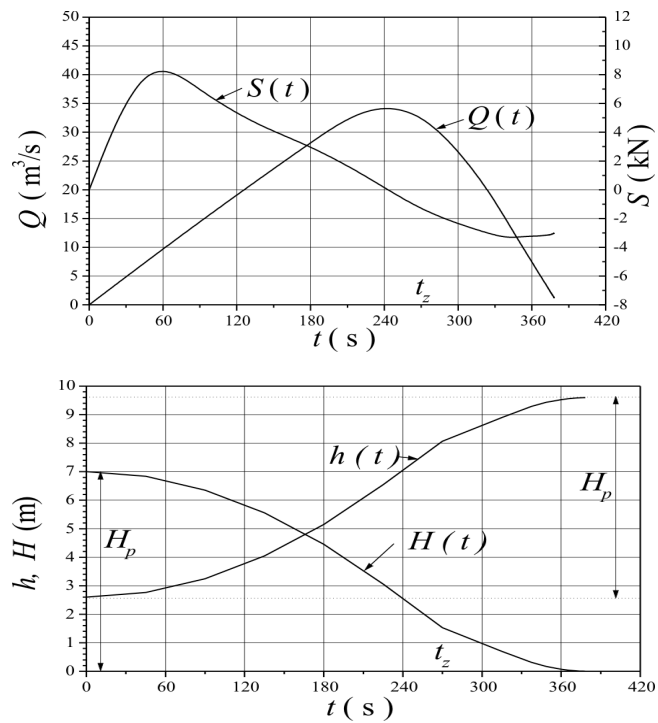 50
45
40
35
30
25
20
15
10
5
0
Q ( m³/s )
12
10
8
6
4
2
0
-2
-4
-6
-8
S ( kN )
S(t)
Q(t)
t_z
0 60 120 180 240 300 360 420
t ( s )
10
9
8
7
6
5
4
3
2
1
0
h, H (m)
h(t)
H_p
H_p
H(t)
t_z
0 60 120 180 240 300 360 420
t ( s )